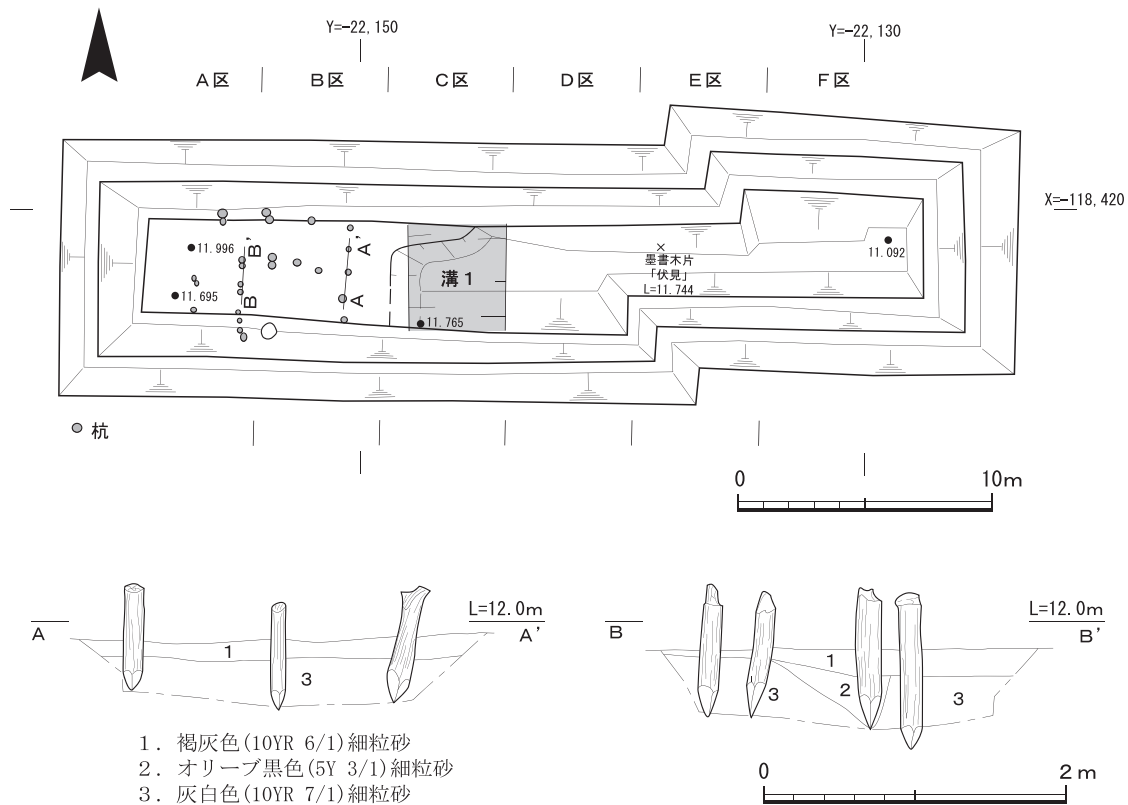 Y=-22,150
Y=-22,130
A区
B区
C区
D区
E区
F区
X=-118,420
11.996
B'
A'
11.092
墨書木片
「伏見」
L=11.744
溝1
11.695
B
A
11.765
杭
0
10m
L=12.0m
A
A'
1
3
L=12.0m
B
B'
1
2
3
3
1. 褐灰色(10YR 6/1)細粒砂
2. オリーブ黒色(5Y 3/1)細粒砂
3. 灰白色(10YR 7/1)細粒砂
0
2m